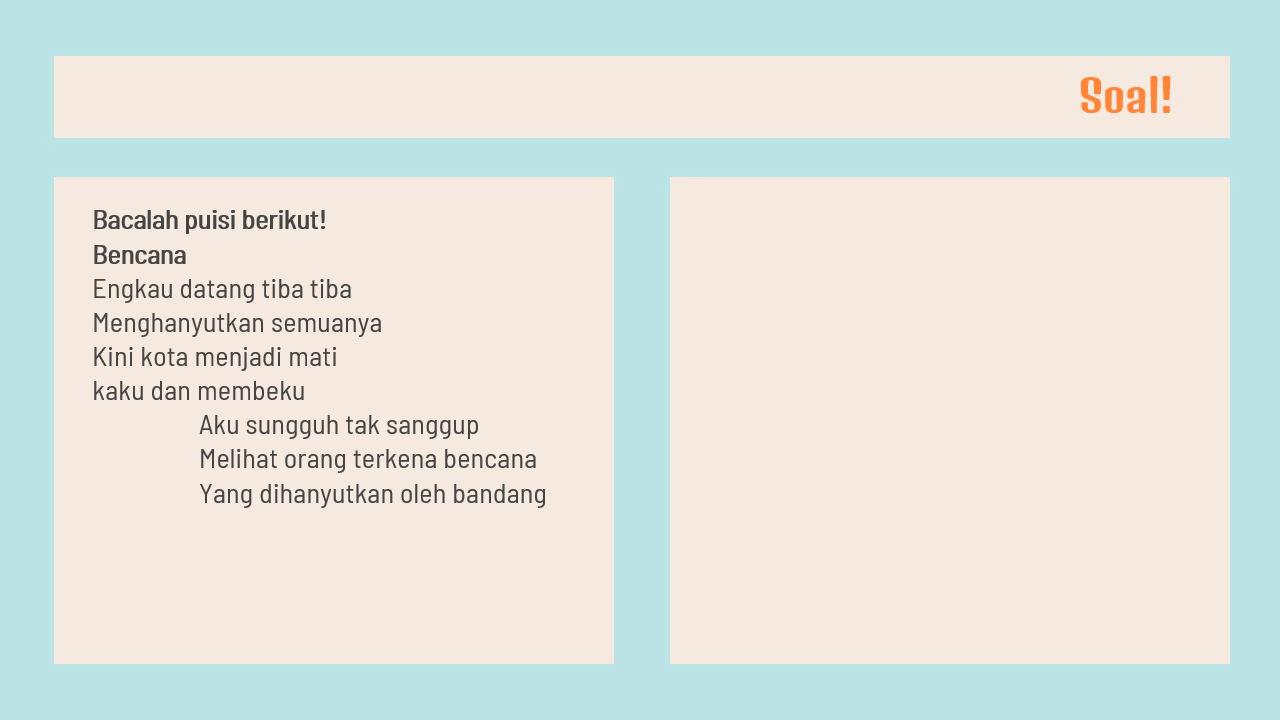 Soal!
Bacalah puisi berikut!
Bencana
Engkau datang tiba tiba
Menghanyutkan semuanya
Kini kota menjadi mati
kaku dan membeku
Aku sungguh tak sanggup
Melihat orang terkena bencana
Yang dihanyutkan oleh bandang